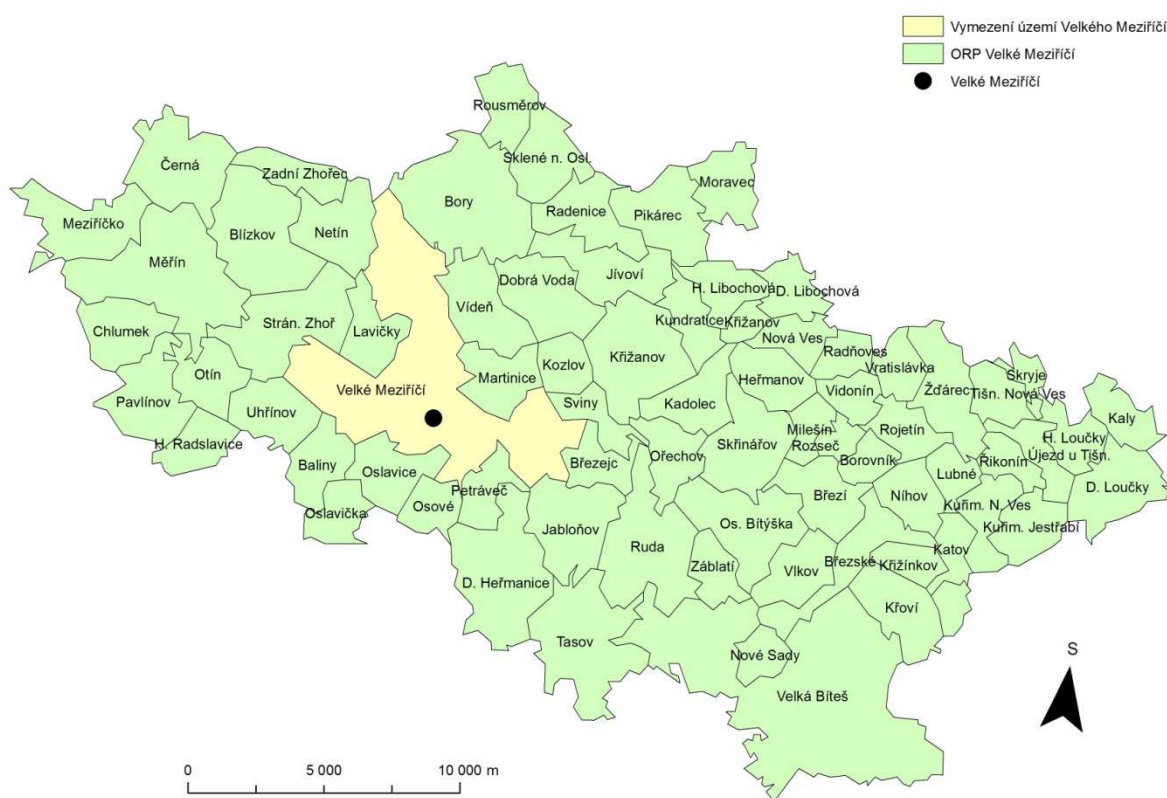 Vymezení území Velkého Meziříčí
ORP Velké Meziříčí
Velké Meziříčí
Rousměrov
Sklené n. Osl.
Černá
Zadní Zhořec
Moravec
Meziříčko
Bory
Radenice
Pikárec
Blízkov
Netín
Měřín
Jívoví
Dobrá Voda
H. Libochová
D. Libochová
Vídeň
Chlumek
Strán. Zhoř
Lavičky
Kundratice
Křižanov
Nová Ves
Radňoves
Křižanov
Vratislávka
Otín
Martinice
Kozlov
Heřmanov
Skryje
Pavlínov
Velké Meziříčí
Vidonín
Žďárec
Tišn. Nová Ves
Sviny
Kadolec
Uhřínov
Kaly
Milešín
Rojetín
H. Radslavice
Skřinářov
Rozseč
H. Loučky
Újezd u Tišn.
Baliny
Oslavice
Březejc
Ořechov
Borovník
Lubné
Řikonín
D. Loučky
Petráveč
Oslavička
Osové
Březí
Níhov
Kuřim. N. Ves
Jabloňov
Os. Bítýška
Kuřim. Jestřabí
Ruda
Záblatí
Vlkov
Březské
Křižínkov
Katov
D. Heřmanice
Křoví
Tasov
Nové Sady
Velká Bíteš
S
0
5 000
10 000 m